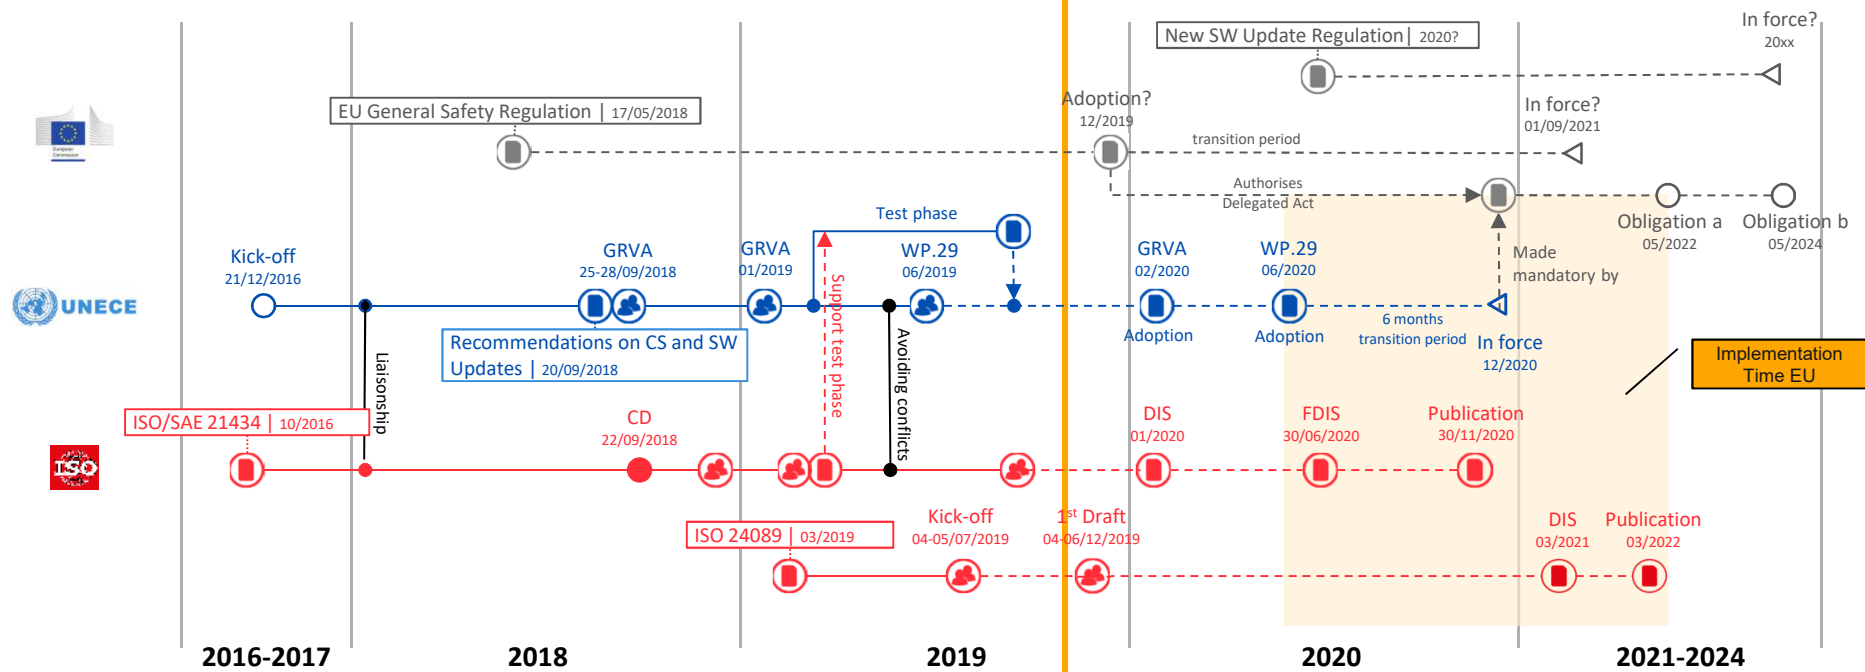 In force?
20xx
New SW Update Regulation| 2020?
Adoption?
12/2019
In force?
01/09/2021
EU General Safety Regulation | 17/05/2018
European
Commission
transition period
Authorises
Delegated Act
Obligation a
05/2022
Obligation b
05/2024
Test phase
Kick-off
21/12/2016
GRVA
25-28/09/2018
GRVA
01/2019
WP.29
06/2019
GRVA
02/2020
WP.29
06/2020
Made
mandatory by
UNECE
Adoption
Adoption
6 months
transition period
In force
12/2020
Recommendations on CS and SW
Updates | 20/09/2018
Liaisonship
Support test phase
Avoiding conflicts
Implementation
Time EU
ISO/SAE 21434 | 10/2016
CD
22/09/2018
DIS
01/2020
FDIS
30/06/2020
Publication
30/11/2020
ISO
ISO 24089 | 03/2019
Kick-off
04-05/07/2019
1st Draft
04-06/12/2019
DIS
03/2021
Publication
03/2022
2016-2017
2018
2019
2020
2021-2024